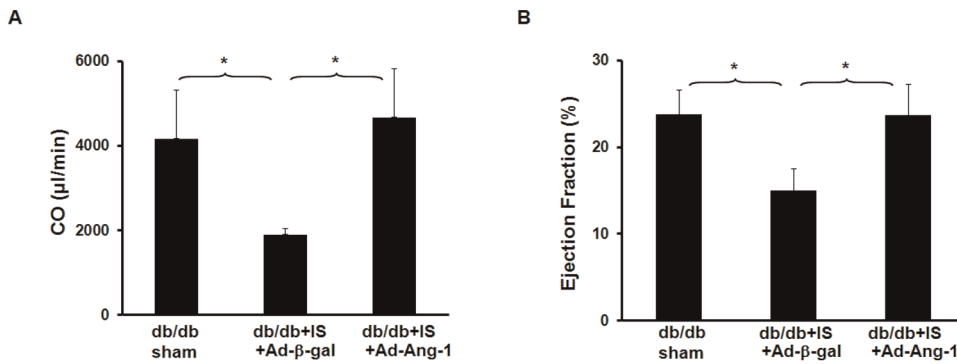 A
CO (µl/min)
6000
4000
2000
0
*
*
db/db
sham
db/db+IS
+Ad-β-gal
db/db+IS
+Ad-Ang-1
B
Ejection Fraction (%)
30
20
10
0
*
*
db/db
sham
db/db+IS
+Ad-β-gal
db/db+IS
+Ad-Ang-1